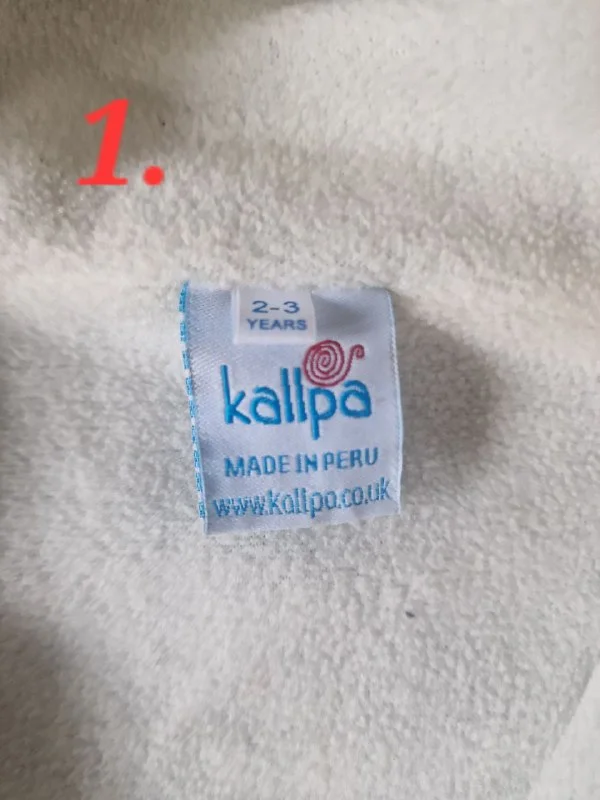 1.
2-3
YEARS
kallpa
MADE IN PERU
www.kallpa.co.uk